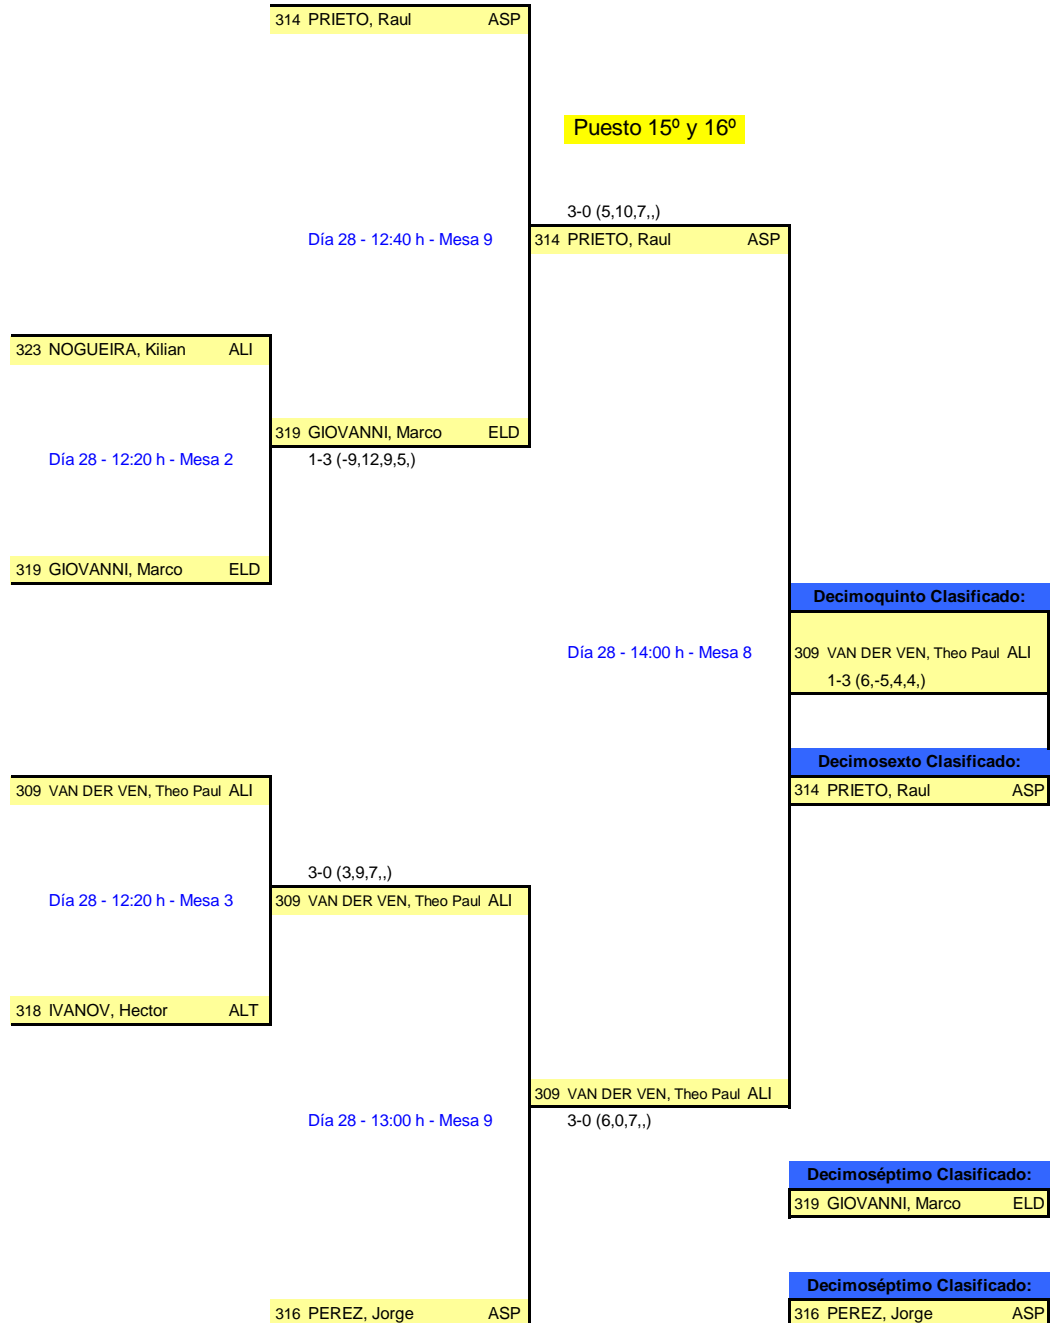 314 PRIETO, Raul ASP
Puesto 15º y 16º
3-0 (5,10,7,,)
Día 28 - 12:40 h - Mesa 9
314 PRIETO, Raul ASP
323 NOGUEIRA, Kilian ALI
319 GIOVANNI, Marco ELD
Día 28 - 12:20 h - Mesa 2
1-3 (-9,12,9,5,)
319 GIOVANNI, Marco ELD
Decimoquinto Clasificado:
Día 28 - 14:00 h - Mesa 8
309 VAN DER VEN, Theo Paul ALI
1-3 (6,-5,4,4,)
Decimosexto Clasificado:
309 VAN DER VEN, Theo Paul ALI
314 PRIETO, Raul ASP
3-0 (3,9,7,,)
Día 28 - 12:20 h - Mesa 3
309 VAN DER VEN, Theo Paul ALI
318 IVANOV, Hector ALT
309 VAN DER VEN, Theo Paul ALI
Día 28 - 13:00 h - Mesa 9
3-0 (6,0,7,,)
Decimoséptimo Clasificado:
319 GIOVANNI, Marco ELD
Decimoséptimo Clasificado:
316 PEREZ, Jorge ASP
316 PEREZ, Jorge ASP